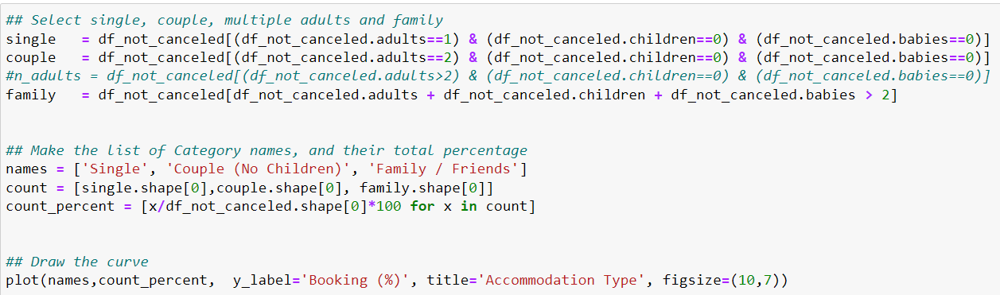 ## Select single, couple, multiple adults and family
single   = df_not_canceled[(df_not_canceled.adults==1) & (df_not_canceled.children==0) & (df_not_canceled.babies==0)]
couple   = df_not_canceled[(df_not_canceled.adults==2) & (df_not_canceled.children==0) & (df_not_canceled.babies==0)]
#n_adults = df_not_canceled[(df_not_canceled.adults>2) & (df_not_canceled.children==0) & (df_not_canceled.babies==0)]
family   = df_not_canceled[df_not_canceled.adults + df_not_canceled.children + df_not_canceled.babies > 2]
## Make the list of Category names, and their total percentage
names = ['Single', 'Couple (No Children)', 'Family / Friends']
count = [single.shape[0],couple.shape[0], family.shape[0]]
count_percent = [x/df_not_canceled.shape[0]*100 for x in count]
## Draw the curve
plot(names,count_percent,  y_label='Booking (%)', title='Accommodation Type', figsize=(10,7))